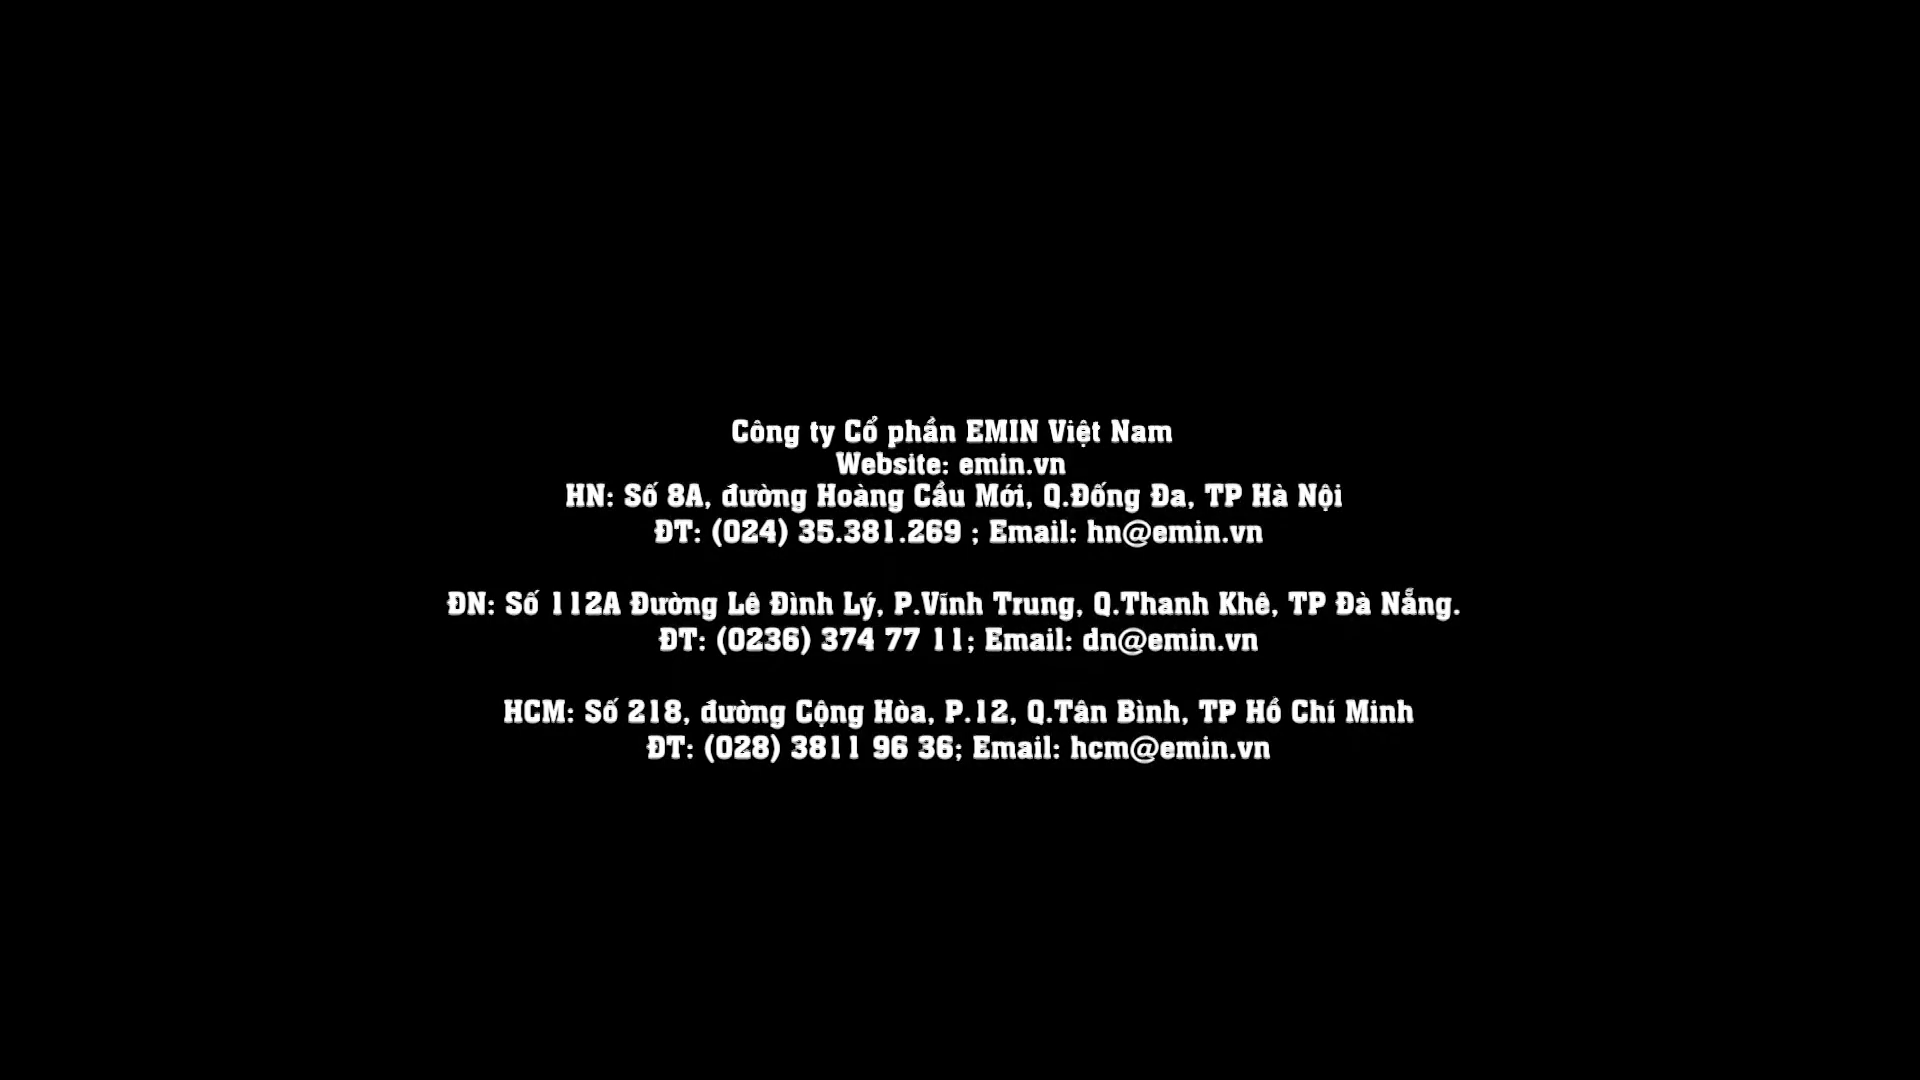 Công ty Cổ phần EMIN Việt Nam
Website: emin.vn
HN: Số 8A, đường Hoàng Cầu Mới, Q.Đống Đa, TP Hà Nội
ĐT: (024) 35.381.269 ; Email: hn@emin.vn
ĐN: Số 112A Đường Lê Đình Lý, P.Vĩnh Trung, Q.Thanh Khê, TP Đà Nẵng.
ĐT: (0236) 374 77 11; Email: dn@emin.vn
HCM: Số 218, đường Cộng Hòa, P.12, Q.Tân Bình, TP Hồ Chí Minh
ĐT: (028) 3811 96 36; Email: hcm@emin.vn